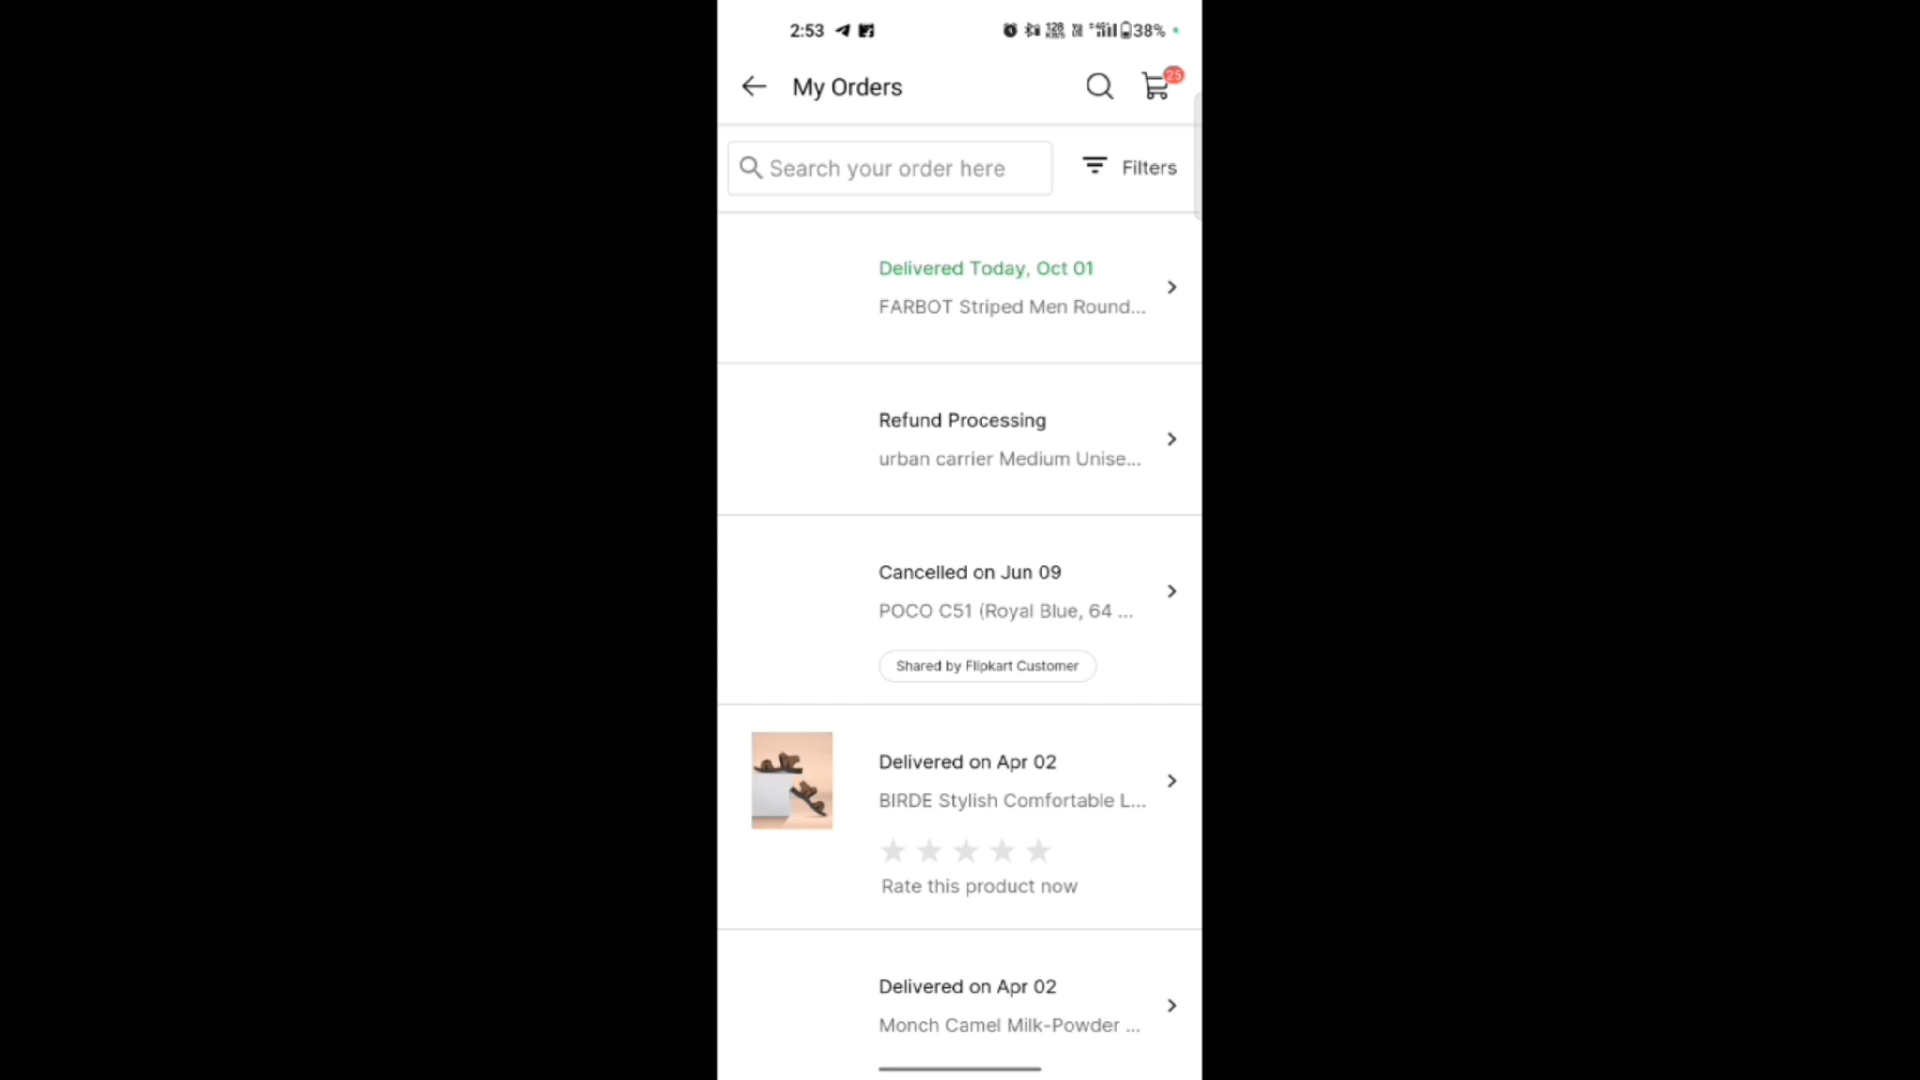 2:53 38%
My Orders 25
Search your order here Filters
Delivered Today, Oct 01
FARBOT Striped Men Round...
Refund Processing
urban carrier Medium Unise...
Cancelled on Jun 09
POCO C51 (Royal Blue, 64 ...
Shared by Flipkart Customer
Delivered on Apr 02
BIRDE Stylish Comfortable L...
Rate this product now
Delivered on Apr 02
Monch Camel Milk-Powder ...